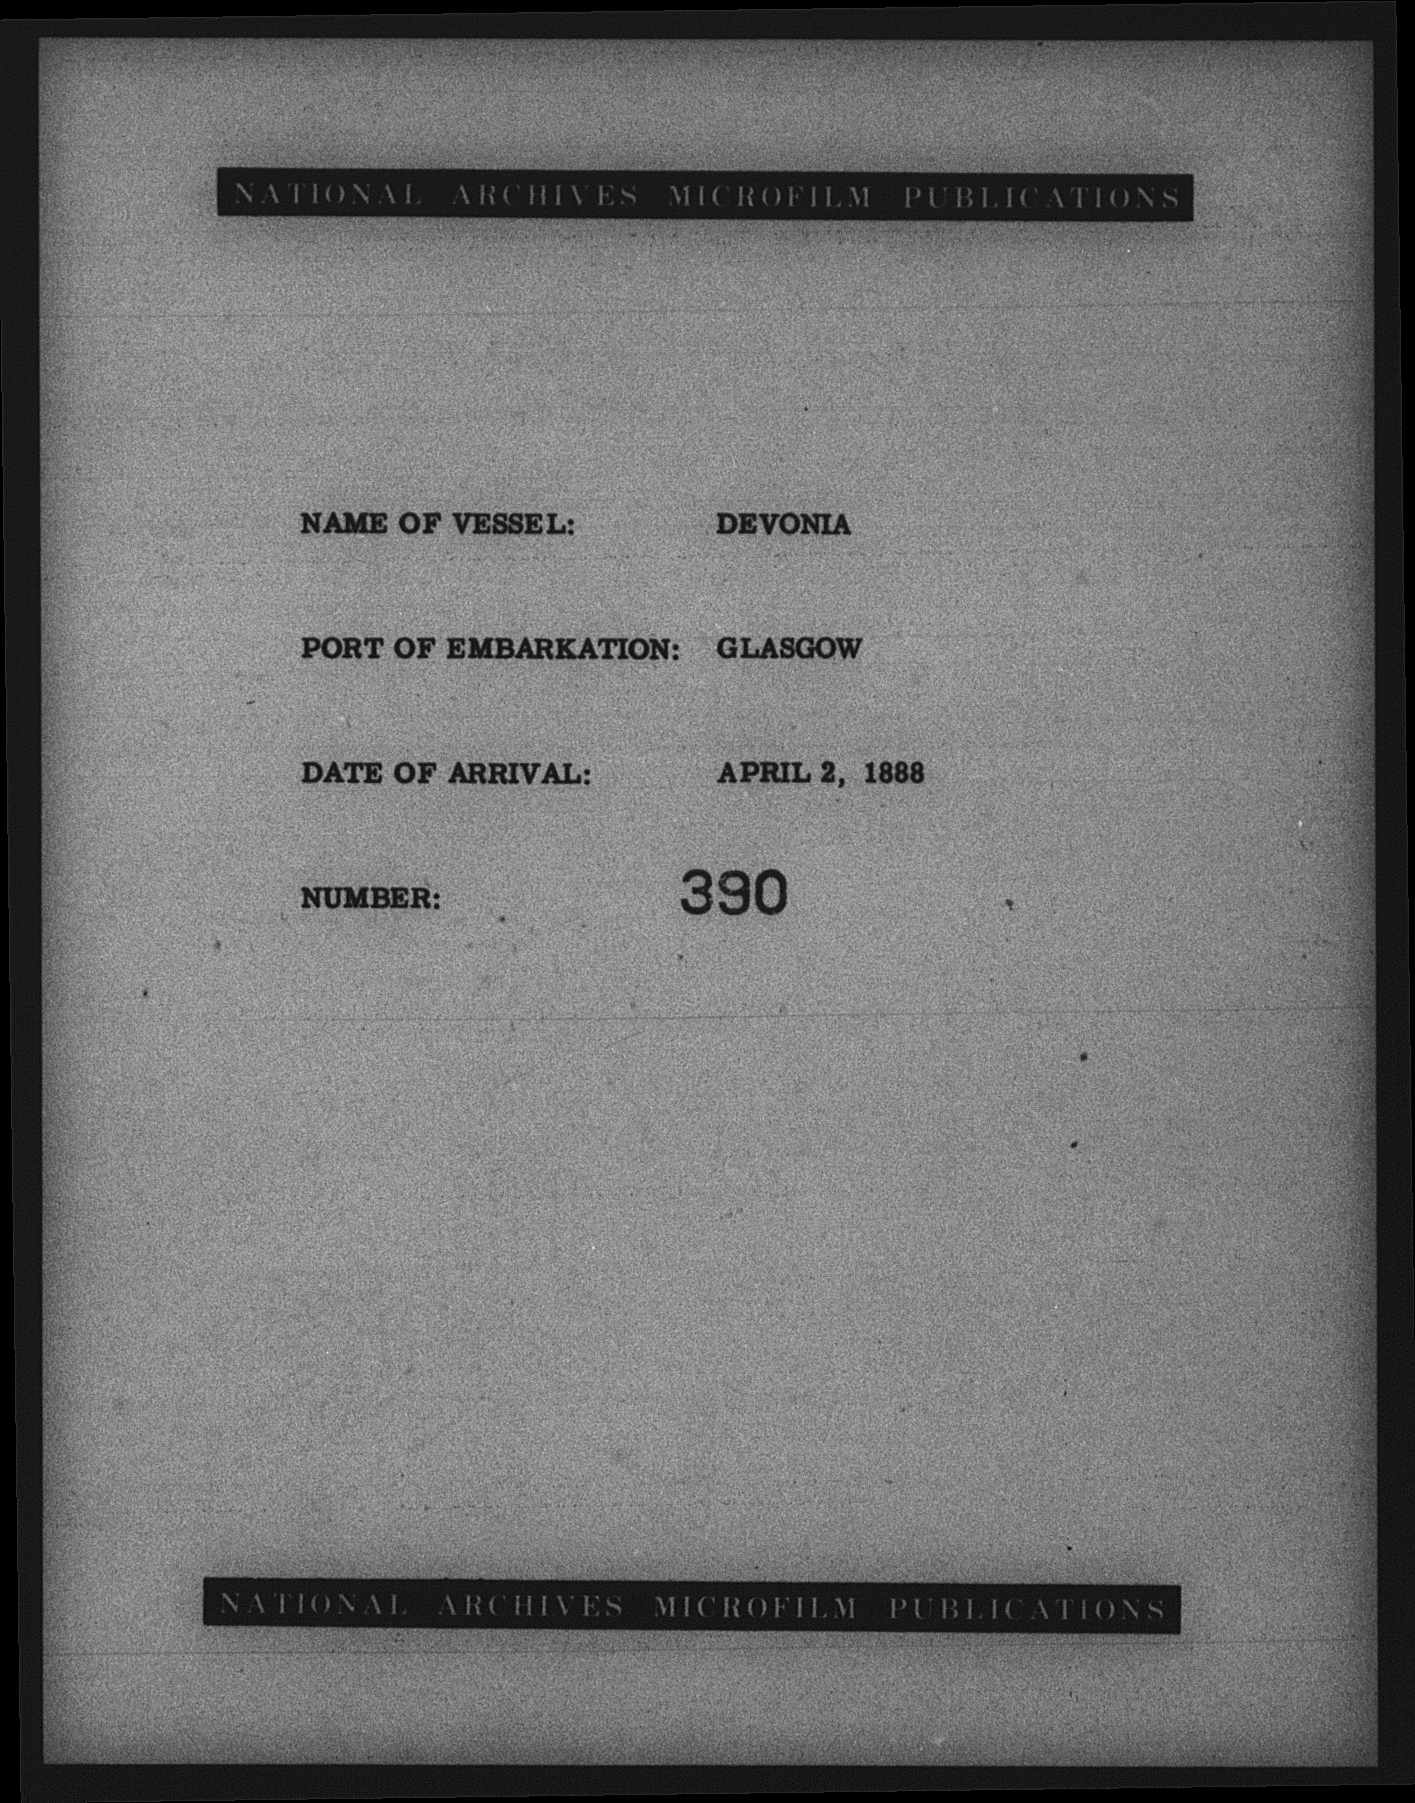 NATIONAL ARCHIVES MICROFILM PUBLICATIONS
NAME OF VESSEL: DEVONIA
PORT OF EMBARKATION: GLASGOW
DATE OF ARRIVAL: APRIL 2, 1888
NUMBER: 390
NATIONAL ARCHIVES MICROFILM PUBLICATIONS